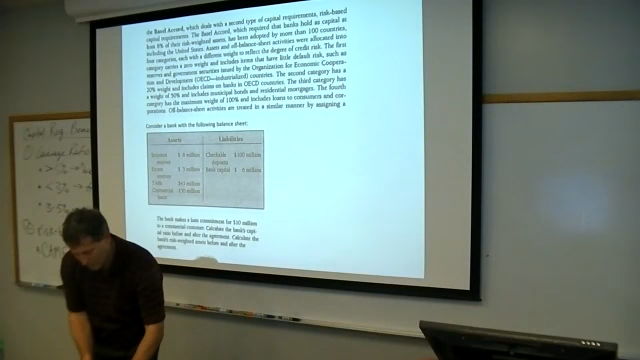 the Basel Accord, which deals with a second type of capital requirements, risk-based
capital requirements. The Basel Accord, which required that banks hold as capital at
least 8% of their risk-weighted assets, has been adopted by more than 100 countries,
including the United States. Assets and off-balance-sheet activities were allocated into
four categories, each with a different weight to reflect the degree of credit risk. The first
category carries a zero weight and includes items that have little default risk, such as
reserves and government securities issued by the Organization for Economic Coopera-
tion and Development (OECD—industrialized) countries. The second category has a
20% weight and includes claims on banks in OECD countries. The third category has
a weight of 50% and includes municipal bonds and residential mortgages. The fourth
category has the maximum weight of 100% and includes loans to consumers and cor-
porations. Off-balance-sheet activities are treated in a similar manner by assigning a
Consider a bank with the following balance sheet:
Assets Liabilities
Required reserves $ 8 million Checkable deposits $100 million
Excess reserves $ 3 million Bank capital $ 6 million
T-bills
Commercial loans
The bank makes a loan commitment for $10 million
to a commercial customer. Calculate the bank's capi-
tal ratio before and after the agreement. Calculate the
bank's risk-weighted assets before and after the
agreement.
Capital Req.